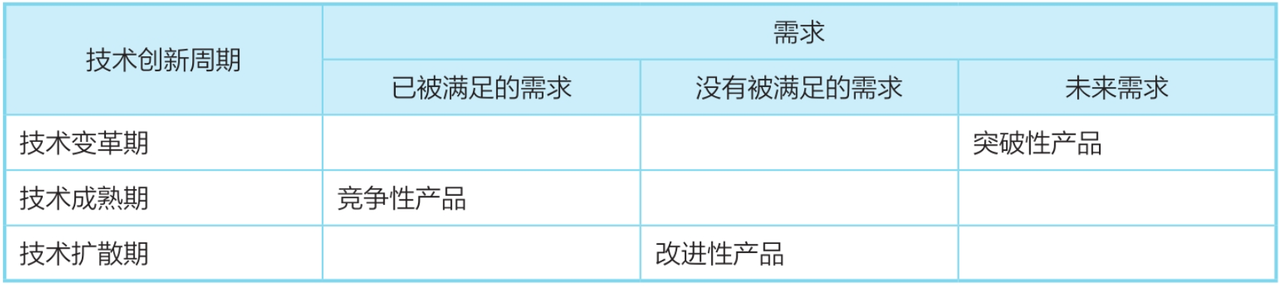 技术创新周期
需求
已被满足的需求
没有被满足的需求
未来需求
技术变革期
突破性产品
技术成熟期
竞争性产品
技术扩散期
改进性产品